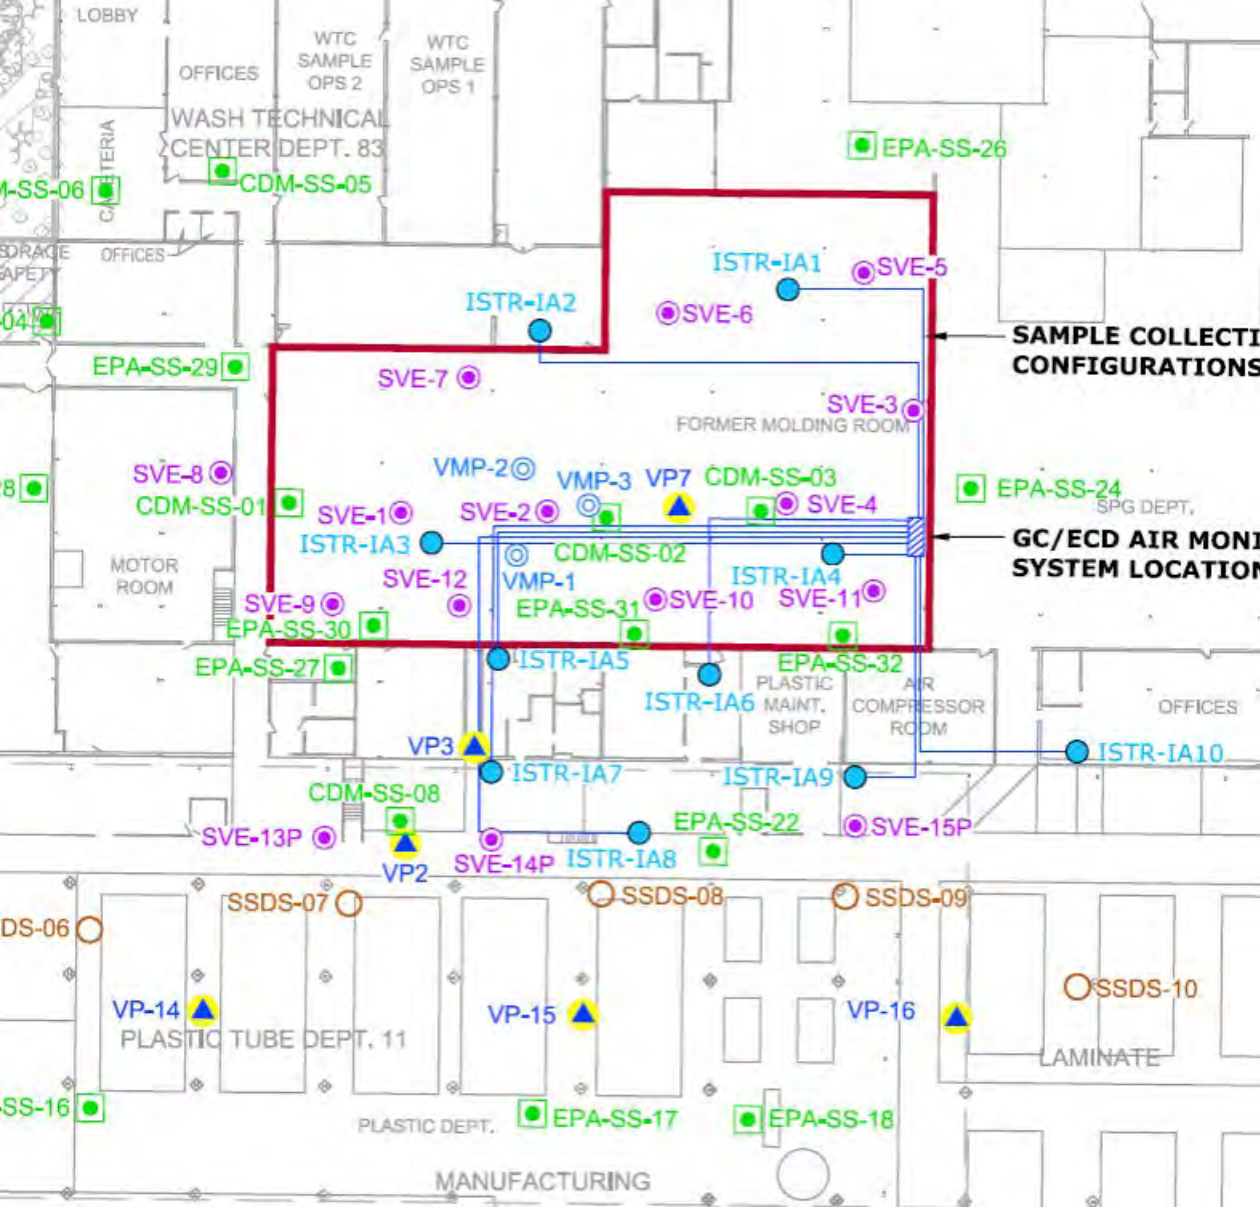 LOBBY
OFFICES
WTC
SAMPLE
OPS 2
WTC
SAMPLE
OPS 1
WASH TECHNICAL
CENTER DEPT. 83
CAFETERIA
M-SS-06
CDM-SS-05
EPA-SS-26
OFFICES
ISTR-IA1
SVE-5
ISTR-IA2
SVE-6
-04
SAMPLE COLLECTI
CONFIGURATIONS
EPA-SS-29
SVE-7
SVE-3
FORMER MOLDING ROOM
SVE-8
VMP-2
VMP-3
VP7
CDM-SS-03
28
CDM-SS-01
SVE-1
SVE-2
SVE-4
EPA-SS-24
SPG DEPT.
ISTR-IA3
CDM-SS-02
GC/ECD AIR MONI
SYSTEM LOCATION
MOTOR
ROOM
SVE-12
VMP-1
ISTR-IA4
SVE-9
EPA-SS-31
SVE-10
SVE-11
EPA-SS-30
EPA-SS-27
ISTR-IA5
EPA-SS-32
ISTR-IA6
PLASTIC
MAINT.
SHOP
AIR
COMPRESSOR
ROOM
OFFICES
VP3
ISTR-IA7
ISTR-IA9
ISTR-IA10
CDM-SS-08
SVE-13P
EPA-SS-22
SVE-15P
VP2
SVE-14P
ISTR-IA8
DS-06
SSDS-07
SSDS-08
SSDS-09
SSDS-10
VP-14
VP-15
VP-16
PLASTIC TUBE DEPT. 11
LAMINATE
-SS-16
EPA-SS-17
EPA-SS-18
PLASTIC DEPT.
MANUFACTURING